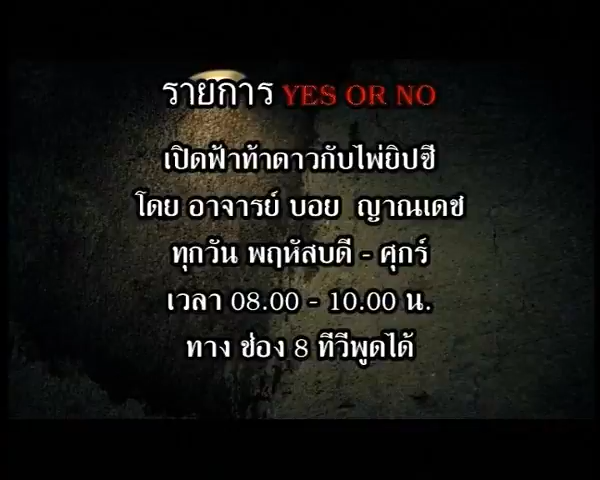 รายการ YES OR NO
เปิดฟ้าท้าดาวกับไพ่ยิปซี
โดย อาจารย์ บอย ญาณเดช
ทุกวัน พฤหัสบดี - ศุกร์
เวลา 08.00 - 10.00 น.
ทาง ช่อง 8 ทีวีพูดได้